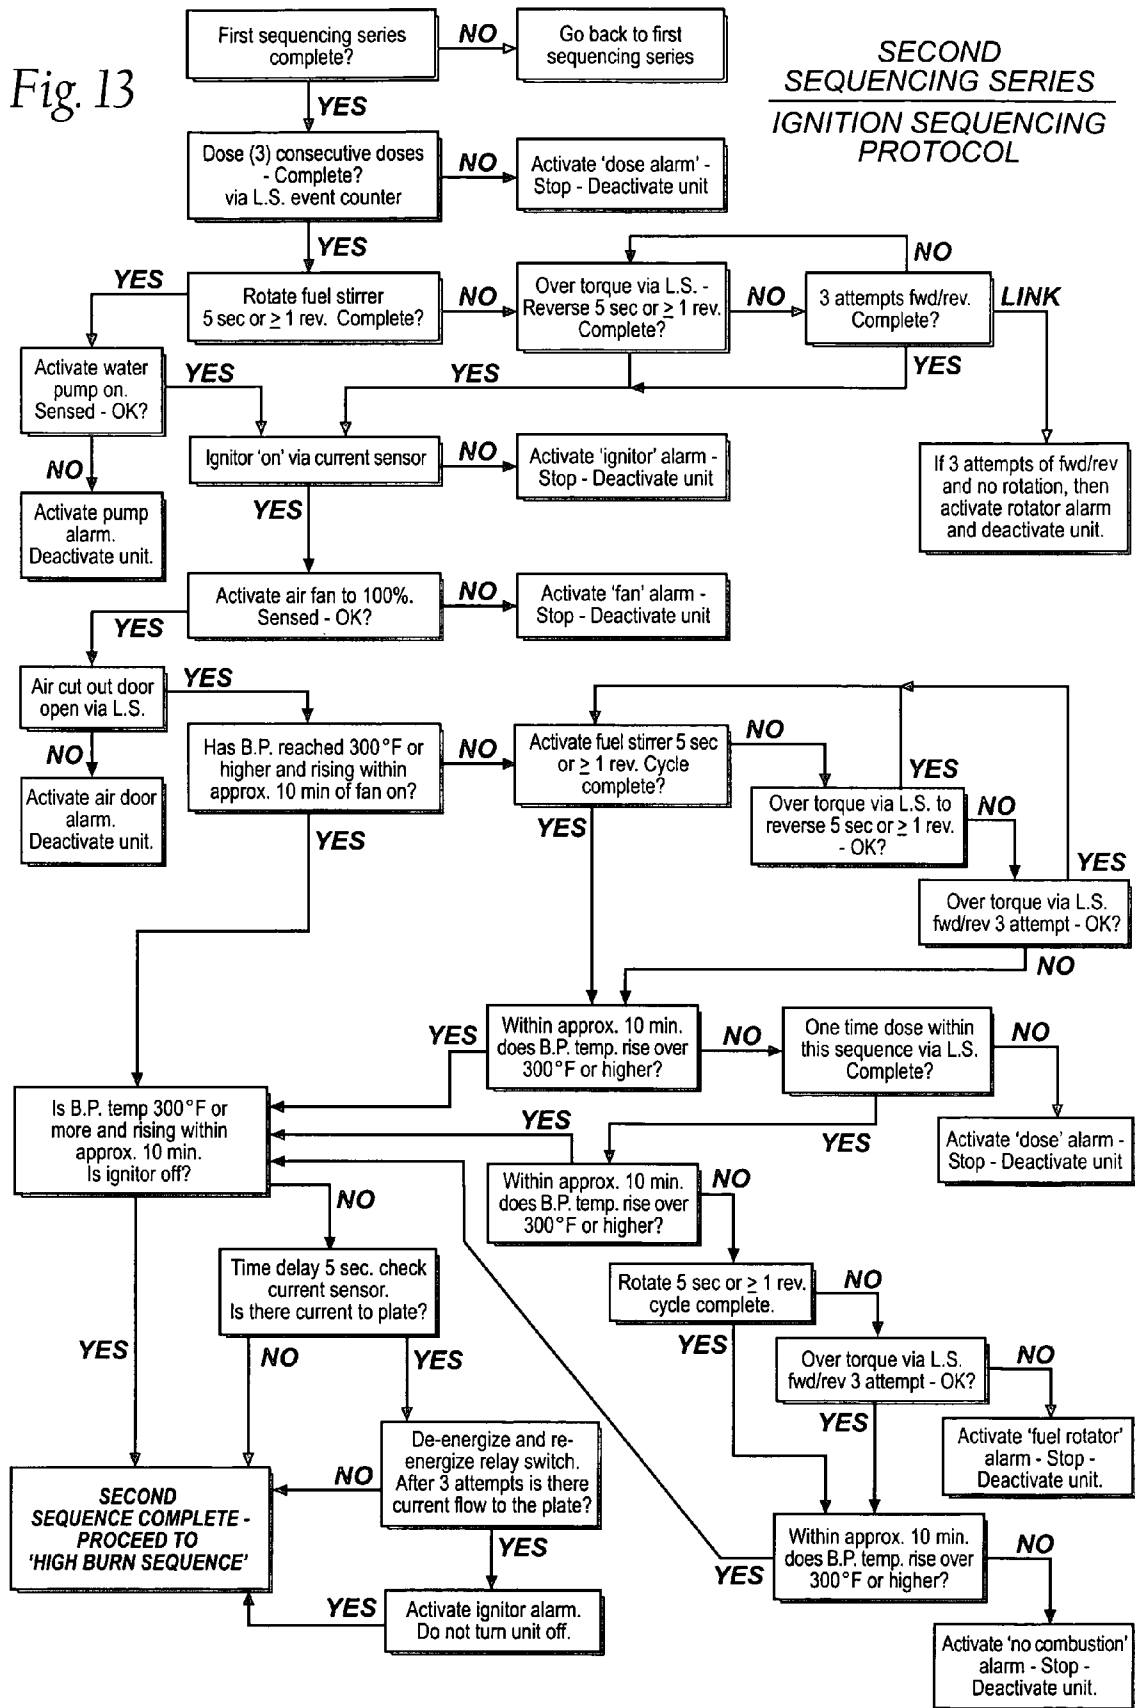 Fig. 13
SECOND
SEQUENCING SERIES
IGNITION SEQUENCING
PROTOCOL
First sequencing series
complete?
NO
Go back to first
sequencing series
YES
Dose (3) consecutive doses
- Complete?
via L.S. event counter
NO
Activate 'dose alarm' -
Stop - Deactivate unit
YES
YES
Rotate fuel stirrer
5 sec or ≥ 1 rev. Complete?
NO
Over torque via L.S. -
Reverse 5 sec or ≥ 1 rev.
Complete?
NO
NO
3 attempts fwd/rev.
Complete?
LINK
YES
YES
Activate water
pump on.
Sensed - OK?
YES
NO
Activate pump
alarm.
Deactivate unit.
Ignitor 'on' via current sensor
NO
Activate 'ignitor' alarm -
Stop - Deactivate unit
If 3 attempts of fwd/rev
and no rotation, then
activate rotator alarm
and deactivate unit.
YES
Activate air fan to 100%.
Sensed - OK?
NO
Activate 'fan' alarm -
Stop - Deactivate unit
YES
Air cut out door
open via L.S.
YES
NO
Activate air door
alarm.
Deactivate unit.
Has B.P. reached 300°F or
higher and rising within
approx. 10 min of fan on?
NO
YES
Activate fuel stirrer 5 sec
or ≥ 1 rev. Cycle
complete?
NO
YES
YES
Over torque via L.S. to
reverse 5 sec or ≥ 1 rev.
- OK?
NO
YES
Over torque via L.S.
fwd/rev 3 attempt - OK?
NO
Within approx. 10 min.
does B.P. temp. rise over
300°F or higher?
YES
NO
One time dose within
this sequence via L.S.
Complete?
NO
YES
Activate 'dose' alarm -
Stop - Deactivate unit
Is B.P. temp 300°F or
more and rising within
approx. 10 min.
Is ignitor off?
YES
Within approx. 10 min.
does B.P. temp. rise over
300°F or higher?
NO
NO
Time delay 5 sec. check
current sensor.
Is there current to plate?
Rotate 5 sec or ≥ 1 rev.
cycle complete.
NO
YES
YES
NO
YES
Over torque via L.S.
fwd/rev 3 attempt - OK?
NO
YES
Activate 'fuel rotator'
alarm - Stop -
Deactivate unit.
De-energize and re-
energize relay switch.
After 3 attempts is there
current flow to the plate?
NO
YES
SECOND
SEQUENCE COMPLETE -
PROCEED TO
'HIGH BURN SEQUENCE'
Within approx. 10 min.
does B.P. temp. rise over
300°F or higher?
YES
NO
Activate ignitor alarm.
Do not turn unit off.
YES
Activate 'no combustion'
alarm - Stop -
Deactivate unit.